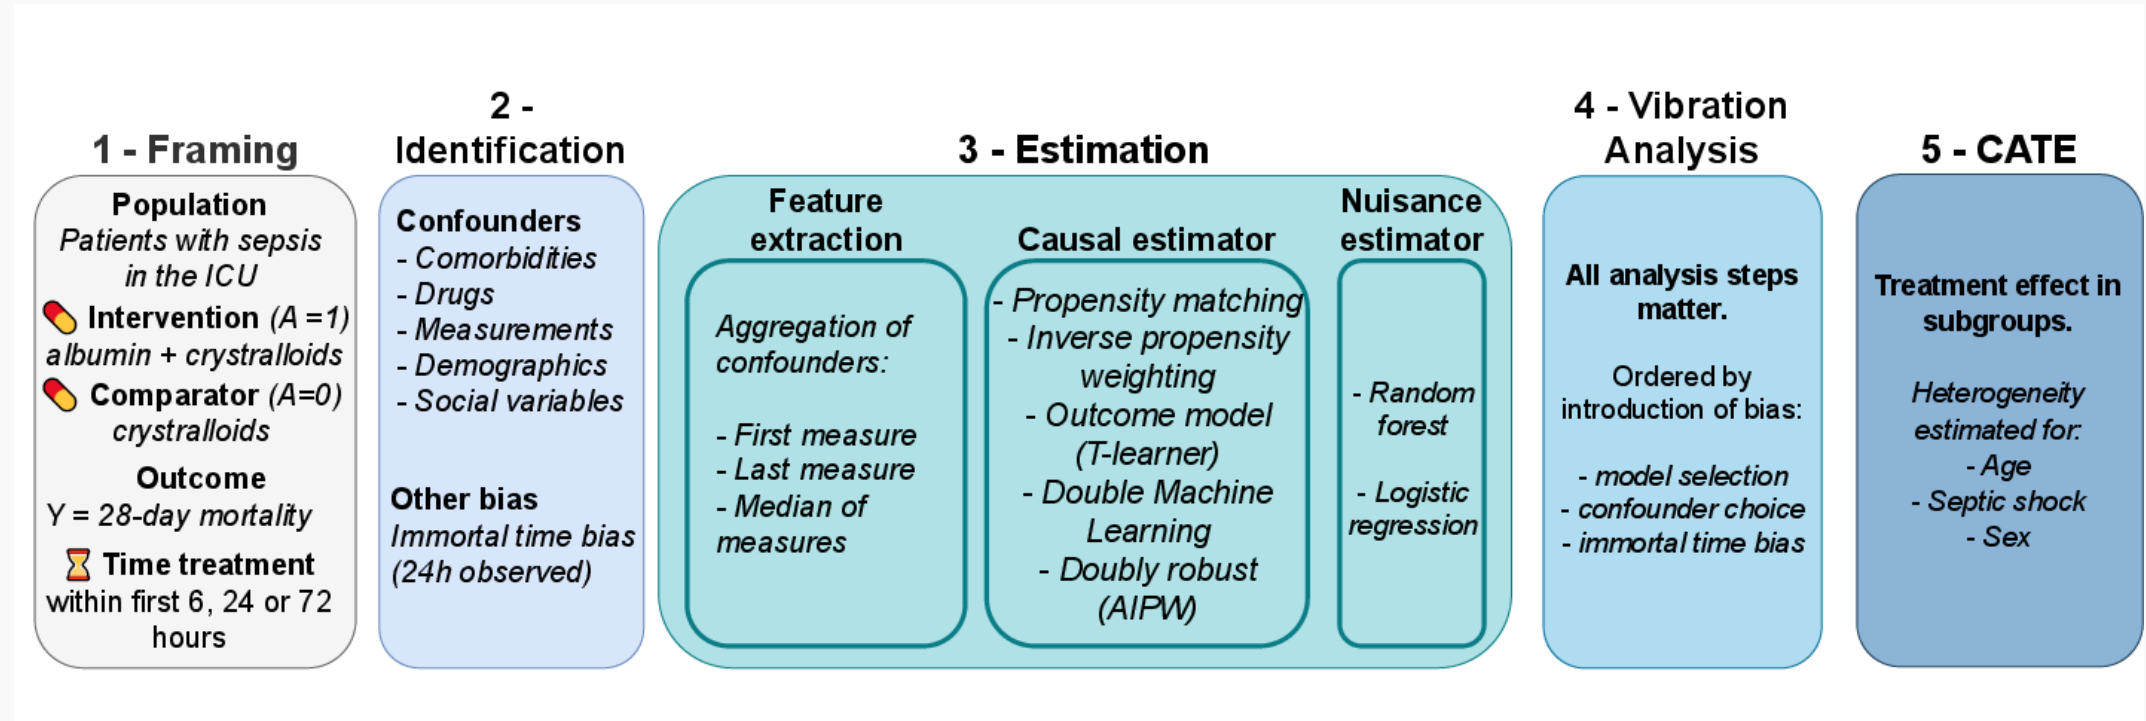 1 - Framing
Population
Patients with sepsis
in the ICU
Intervention (A =1)
albumin + crystralloids
Comparator (A=0)
crystralloids
Outcome
Y = 28-day mortality
Time treatment
within first 6, 24 or 72
hours
2 -
Identification
Confounders
- Comorbidities
- Drugs
- Measurements
- Demographics
- Social variables
Other bias
Immortal time bias
(24h observed)
3 - Estimation
Feature
extraction
Aggregation of
confounders:
- First measure
- Last measure
- Median of
measures
Causal estimator
- Propensity matching
- Inverse propensity
weighting
- Outcome model
(T-learner)
- Double Machine
Learning
- Doubly robust
(AIPW)
Nuisance
estimator
- Random
forest
- Logistic
regression
4 - Vibration
Analysis
All analysis steps
matter.
Ordered by
introduction of bias:
- model selection
- confounder choice
- immortal time bias
5 - CATE
Treatment effect in
subgroups.
Heterogeneity
estimated for:
- Age
- Septic shock
- Sex